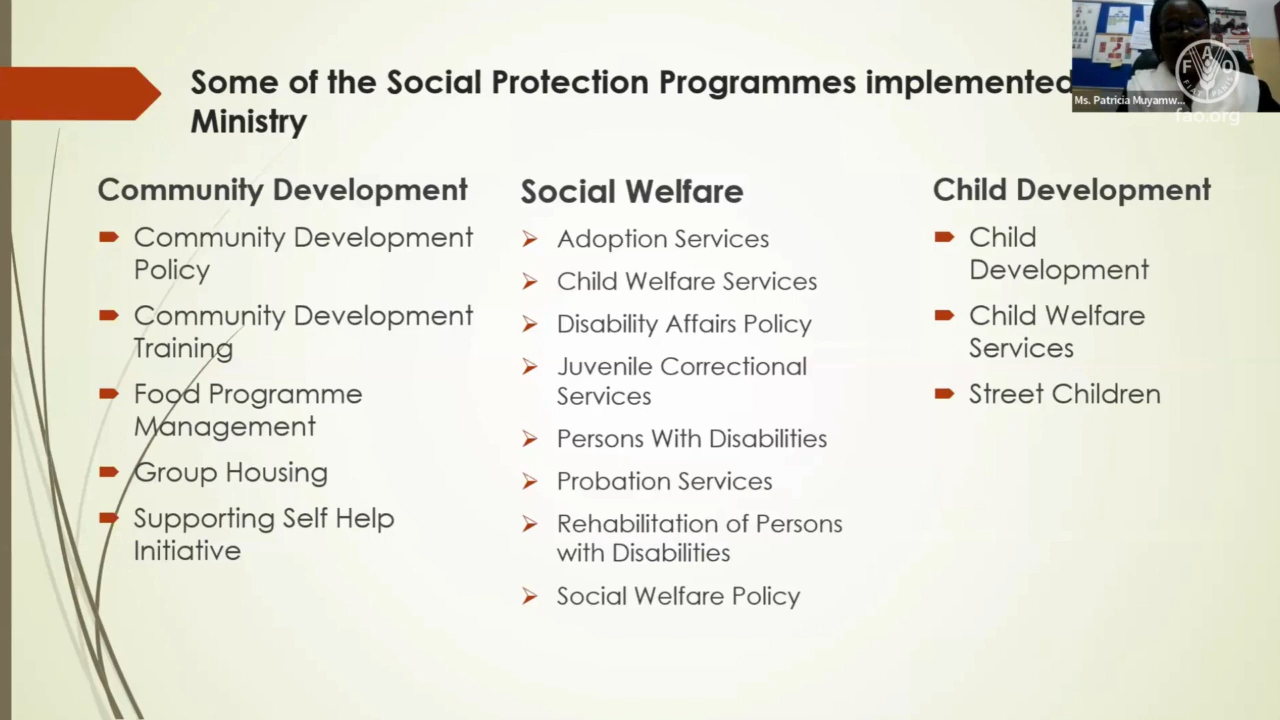 Some of the Social Protection Programmes implemented
Ministry
Ms. Patricia Muyamw...
FAO
FIAT PANIS
fao.org
Community Development
Community Development
Policy
Community Development
Training
Food Programme
Management
Group Housing
Supporting Self Help
Initiative
Social Welfare
Adoption Services
Child Welfare Services
Disability Affairs Policy
Juvenile Correctional
Services
Persons With Disabilities
Probation Services
Rehabilitation of Persons
with Disabilities
Social Welfare Policy
Child Development
Child
Development
Child Welfare
Services
Street Children